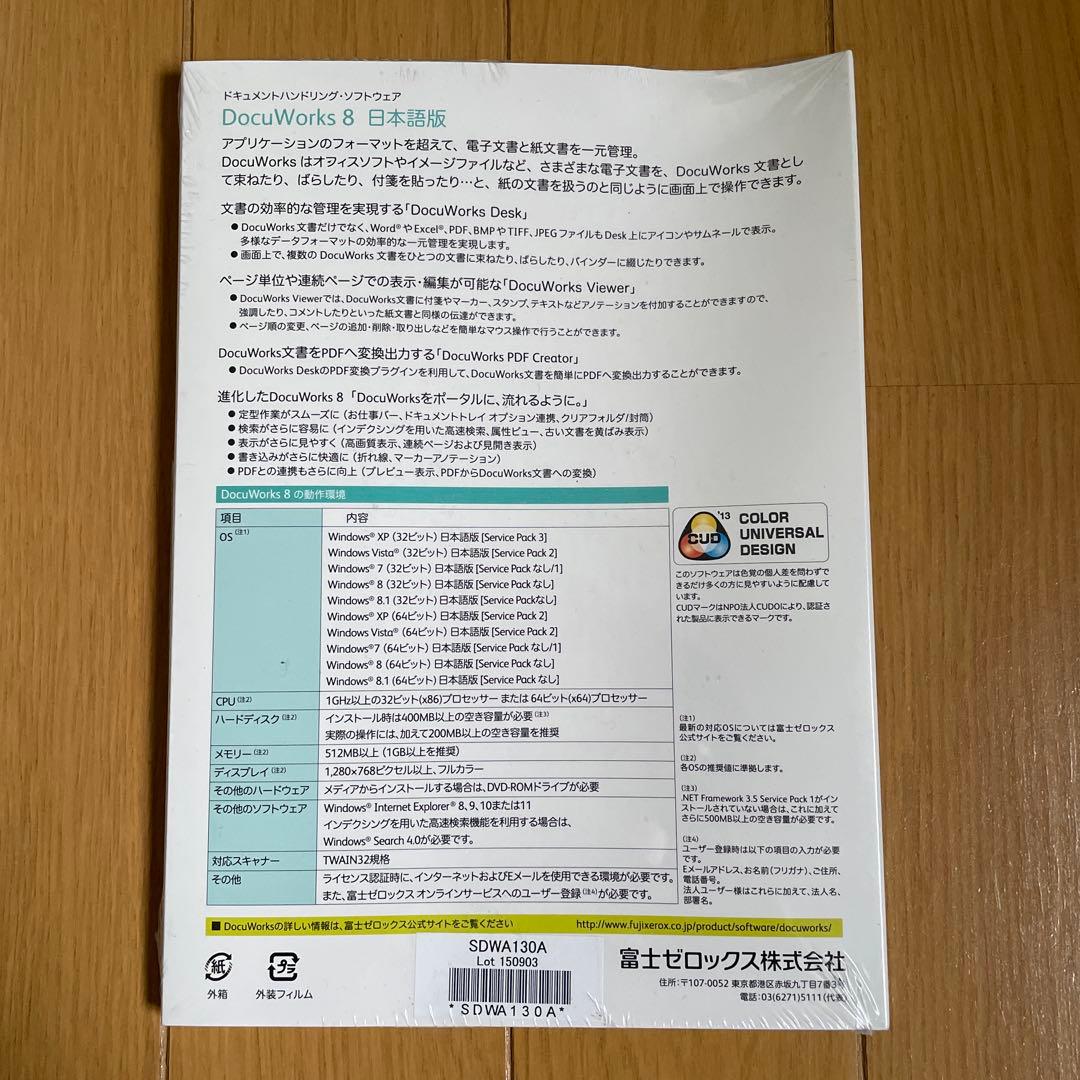 ドキュメントハンドリング・ソフトウェア
DocuWorks 8 日本語版
アプリケーションのフォーマットを超えて、電子文書と紙文書を一元管理。
DocuWorks はオフィスソフトやイメージファイルなど、さまざまな電子文書を、DocuWorks 文書とし
て束ねたり、ばらしたり、付箋を貼ったり…と、紙の文書を扱うのと同じように画面上で操作できます。
文書の効率的な管理を実現する「DocuWorks Desk」
● DocuWorks 文書だけでなく、Word® や Excel®、PDF、BMP や TIFF、JPEG ファイルも Desk 上にアイコンやサムネールで表示。
多様なデータフォーマットの効率的な一元管理を実現します。
● 画面上で、複数の DocuWorks 文書をひとつの文書に束ねたり、ばらしたり、バインダーに綴じたりできます。
ページ単位や連続ページでの表示・編集が可能な「DocuWorks Viewer」
● DocuWorks Viewerでは、DocuWorks文書に付箋やマーカー、スタンプ、テキストなどアノテーションを付加することができますので、
強調したり、コメントしたりといった紙文書と同様の伝達ができます。
● ページ順の変更、ページの追加・削除・取り出しなどを簡単なマウス操作で行うことができます。
DocuWorks文書をPDFへ変換出力する「DocuWorks PDF Creator」
● DocuWorks DeskのPDF変換プラグインを利用して、DocuWorks文書を簡単にPDFへ変換出力することができます。
進化したDocuWorks 8 「DocuWorksをポータルに、流れるように。」
● 定型作業がスムーズに（お仕事バー、ドキュメントトレイ オプション連携、クリアフォルダ/封筒）
● 検索がさらに容易に（インデクシングを用いた高速検索、属性ビュー、古い文書を黄ばみ表示）
● 表示がさらに見やすく（高画質表示、連続ページおよび見開き表示）
● 書き込みがさらに快適に（折れ線、マーカーアノテーション）
● PDFとの連携もさらに向上（プレビュー表示、PDFからDocuWorks文書への変換）
DocuWorks 8 の動作環境
項目 内容
OS（注1） Windows® XP (32ビット) 日本語版 [Service Pack 3]
Windows Vista® (32ビット) 日本語版 [Service Pack 2]
Windows® 7 (32ビット) 日本語版 [Service Pack なし/1]
Windows® 8 (32ビット) 日本語版 [Service Pack なし]
Windows® 8.1 (32ビット) 日本語版 [Service Packなし]
Windows® XP (64ビット) 日本語版 [Service Pack 2]
Windows Vista® (64ビット) 日本語版 [Service Pack 2]
Windows®7 (64ビット) 日本語版 [Service Pack なし/1]
Windows® 8 (64ビット) 日本語版 [Service Pack なし]
Windows® 8.1 (64ビット) 日本語版 [Service Pack なし]
CPU（注2） 1GHz以上の32ビット(x86)プロセッサー または 64ビット(x64)プロセッサー
ハードディスク（注2） インストール時は400MB以上の空き容量が必要（注3）
実際の操作には、加えて200MB以上の空き容量を推奨
メモリー（注2） 512MB以上（1GB以上を推奨）
ディスプレイ（注2） 1,280×768ピクセル以上、フルカラー
その他のハードウェア メディアからインストールする場合は、DVD-ROMドライブが必要
その他のソフトウェア Windows® Internet Explorer® 8、9、10または11
インデクシングを用いた高速検索機能を利用する場合は、
Windows® Search 4.0が必要です。
対応スキャナー TWAIN32規格
その他 ライセンス認証時に、インターネットおよびEメールを使用できる環境が必要です。
また、富士ゼロックス オンラインサービスへのユーザー登録（注4）が必要です。
CUD '13
COLOR
UNIVERSAL
DESIGN
このソフトウェアは色覚の個人差を問わずで
きるだけ多くの方に見やすいように配慮して
います。
CUDマークはNPO法人CUDOにより、認証さ
れた製品に表示できるマークです。
（注1）
最新の対応OSについては富士ゼロックス
公式サイトをご覧ください。
（注2）
各OSの推奨値に準拠します。
（注3）
.NET Framework 3.5 Service Pack 1がイン
ストールされていない場合は、これに加えて
さらに500MB以上の空き容量が必要です。
（注4）
ユーザー登録時は以下の項目の入力が必要
です。
Eメールアドレス、お名前（フリガナ）、ご住所、
電話番号。
法人ユーザー様はこれらに加えて、法人名、
部署名。
■ DocuWorksの詳しい情報は、富士ゼロックス公式サイトをご覧ください http://www.fujixerox.co.jp/product/software/docuworks/
紙
外箱
プラ
外装フィルム
SDWA130A
Lot 150903
*SDWA130A*
富士ゼロックス株式会社
住所：〒107-0052 東京都港区赤坂九丁目7番3号
電話：03(6271)5111（代表）